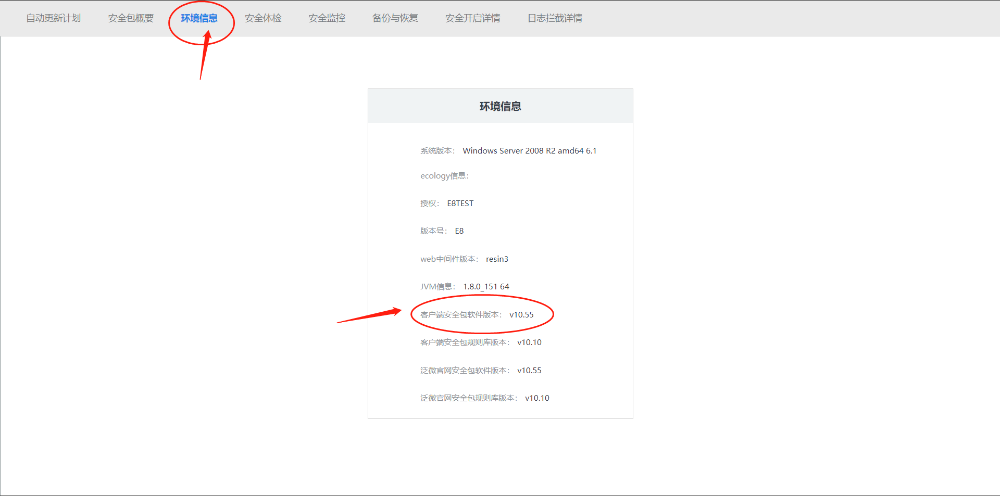 自动更新计划 安全包概要 环境信息 安全体检 安全监控 备份与恢复 安全开启详情 日志拦截详情
环境信息
系统版本： Windows Server 2008 R2 amd64 6.1
ecology信息：
授权： E8TEST
版本号： E8
web中间件版本： resin3
JVM信息： 1.8.0_151 64
客户端安全包软件版本： v10.55
客户端安全包规则库版本： v10.10
泛微官网安全包软件版本： v10.55
泛微官网安全包规则库版本： v10.10